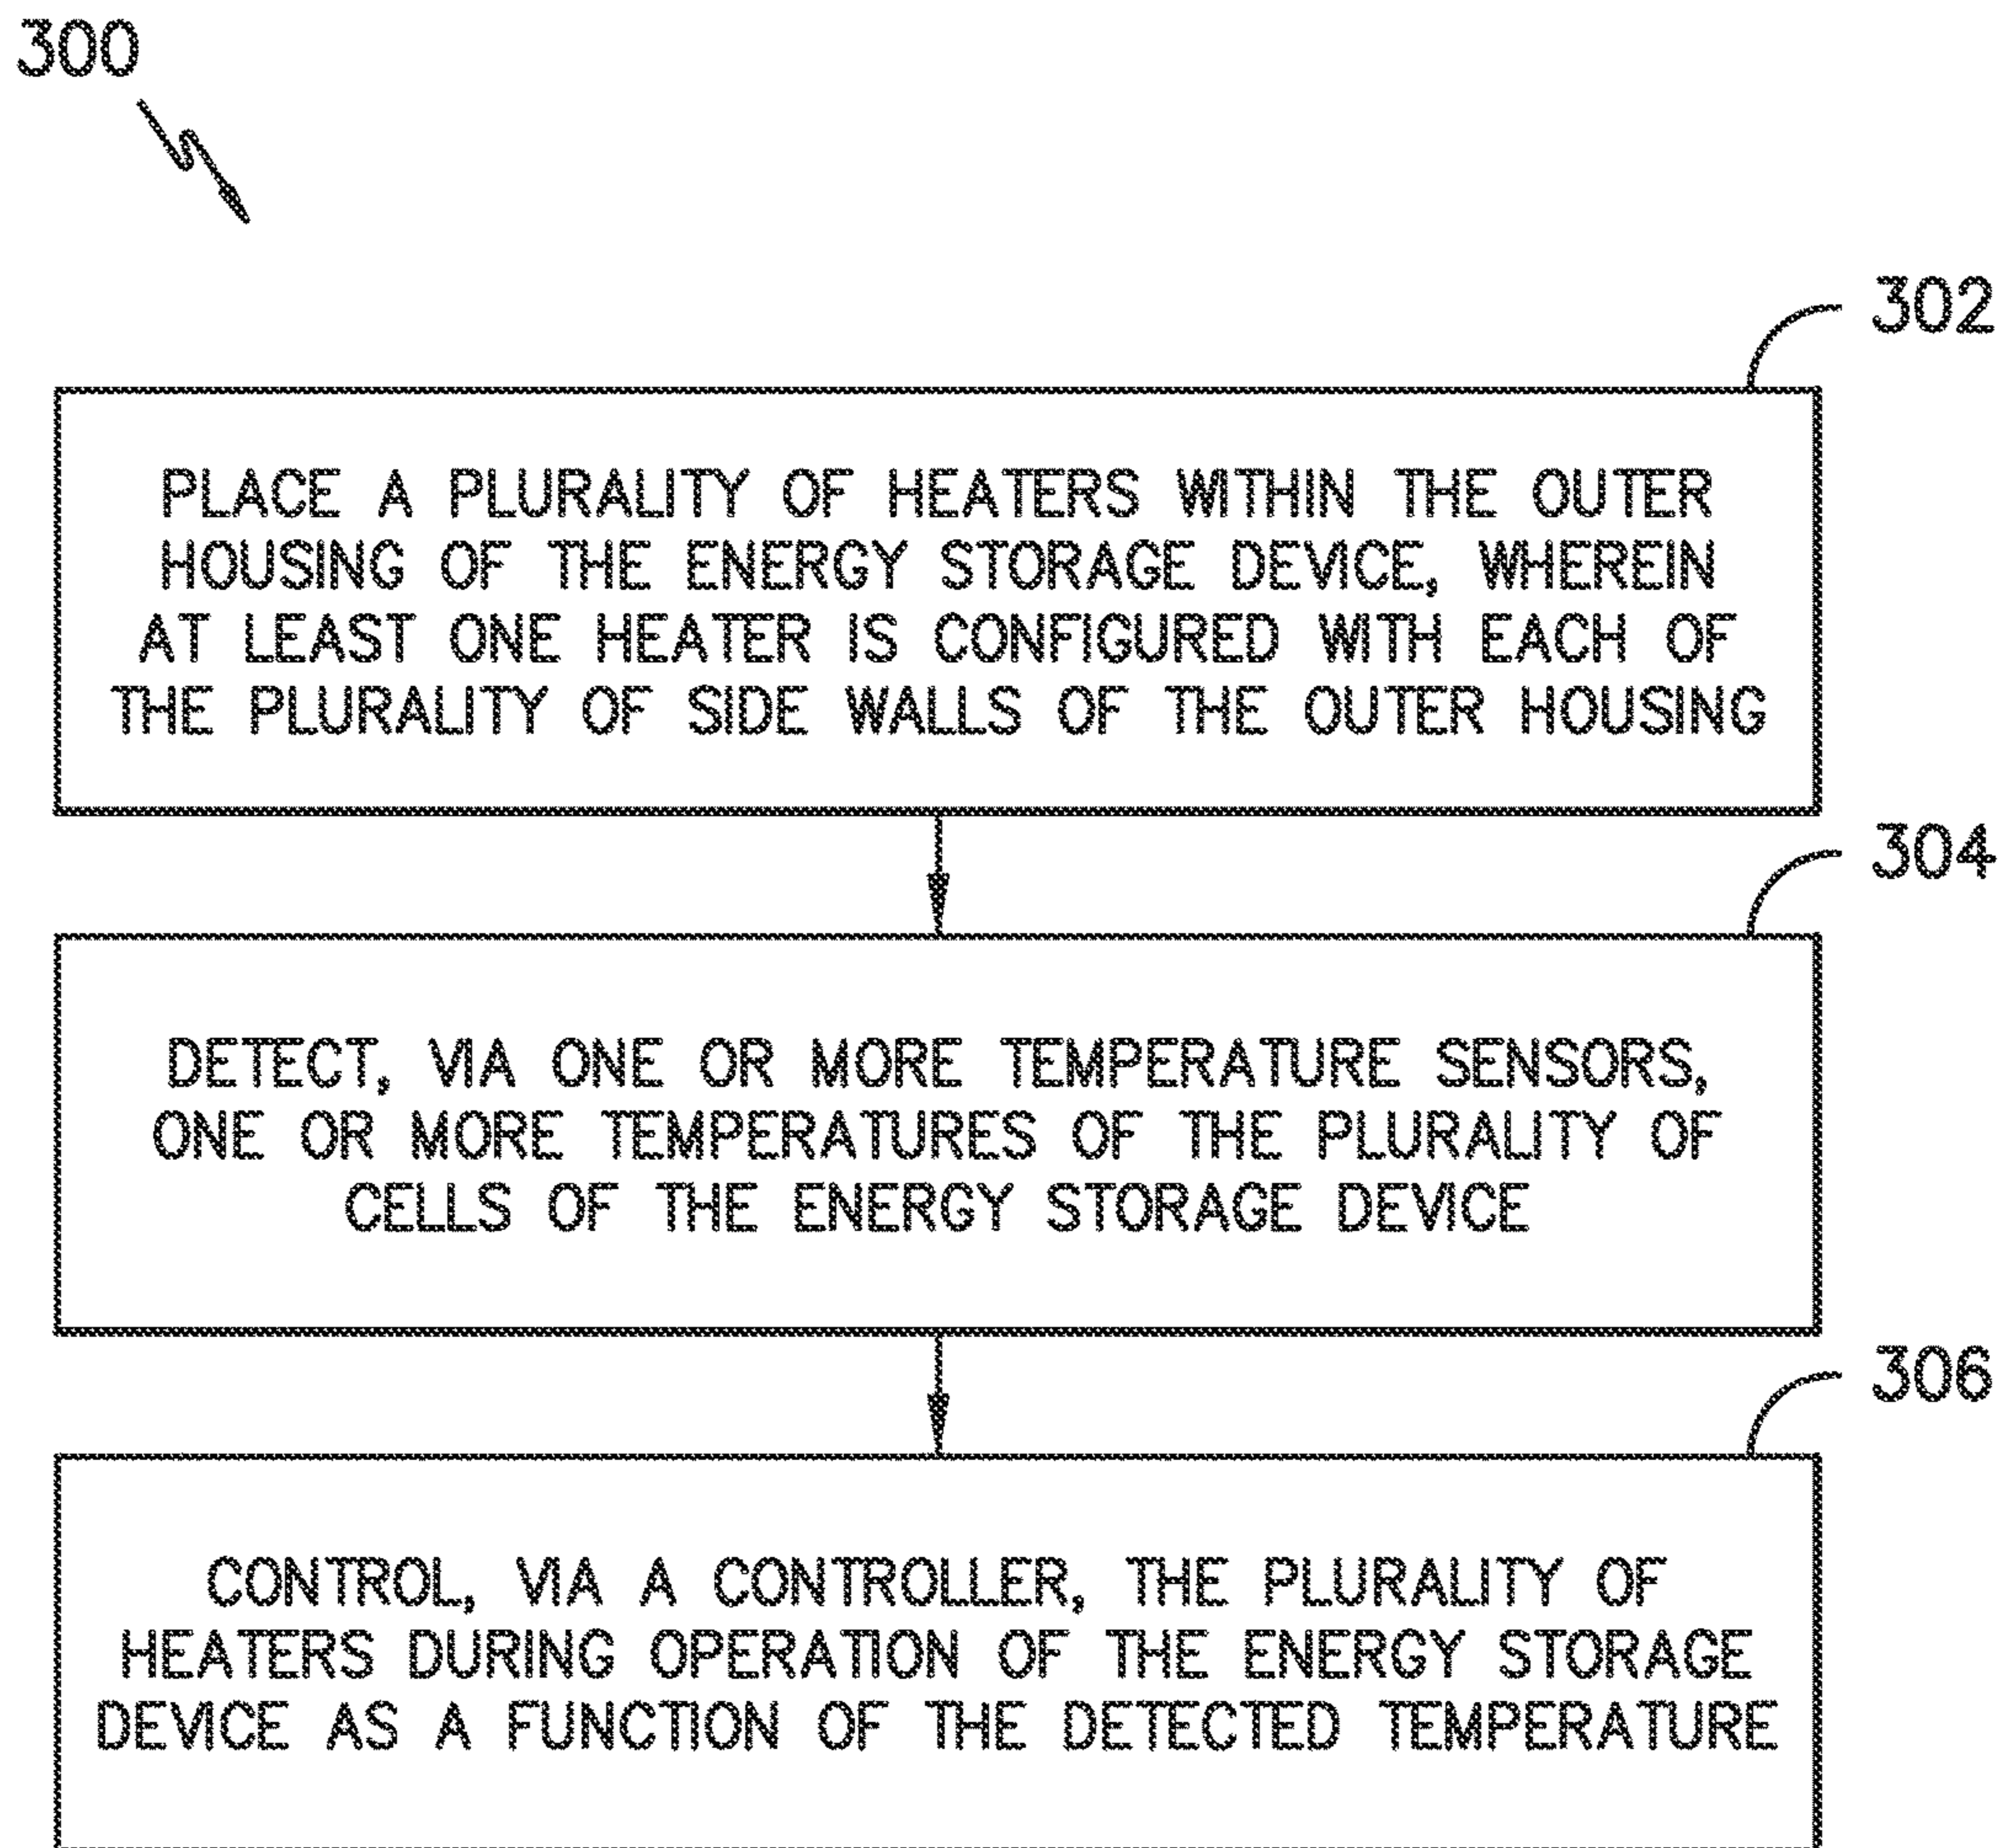 300
302
PLACE A PLURALITY OF HEATERS WITHIN THE OUTER
HOUSING OF THE ENERGY STORAGE DEVICE, WHEREIN
AT LEAST ONE HEATER IS CONFIGURED WITH EACH OF
THE PLURALITY OF SIDE WALLS OF THE OUTER HOUSING
304
DETECT, VIA ONE OR MORE TEMPERATURE SENSORS,
ONE OR MORE TEMPERATURES OF THE PLURALITY OF
CELLS OF THE ENERGY STORAGE DEVICE
306
CONTROL, VIA A CONTROLLER, THE PLURALITY OF
HEATERS DURING OPERATION OF THE ENERGY STORAGE
DEVICE AS A FUNCTION OF THE DETECTED TEMPERATURE